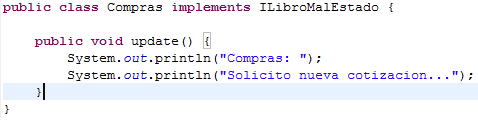 public class Compras implements ILibroMalEstado {
public void update() {
System.out.println("Compras: ");
System.out.println("Solicito nueva cotizacion...");
}
}